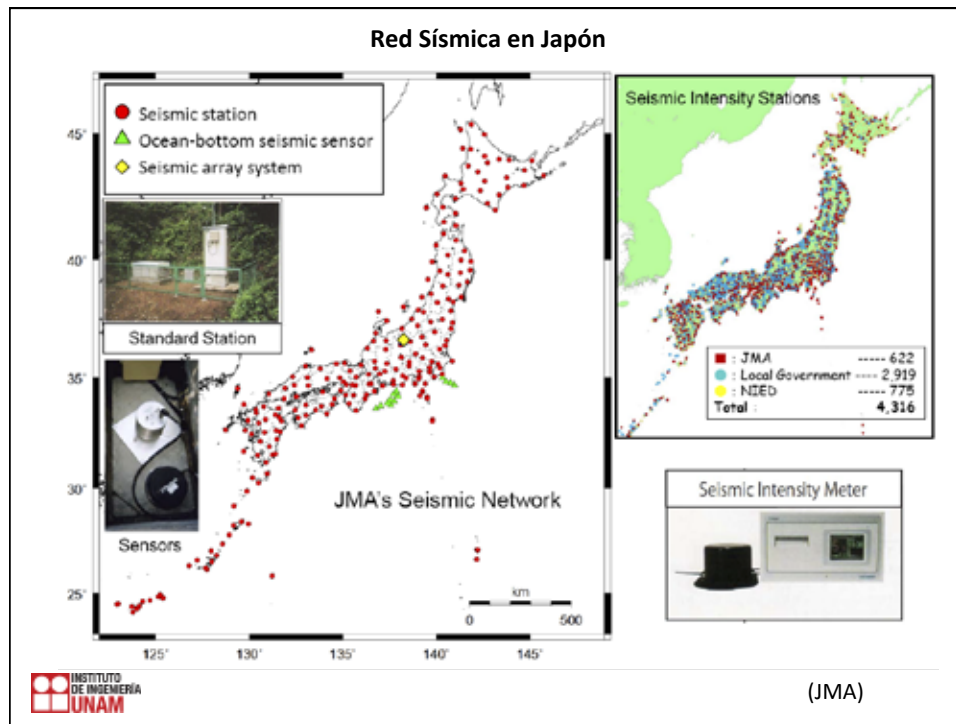 Red Sísmica en Japón
Seismic station
Ocean-bottom seismic sensor
Seismic array system
45°
40°
35°
30°
25°
125°
130°
135°
140°
145°
Standard Station
Sensors
JMA's Seismic Network
km
0 500
Seismic Intensity Stations
: JMA ----- 622
: Local Government ---- 2,919
: NIED ----- 775
Total : 4,316
Seismic Intensity Meter
INSTITUTO
DE INGENIERÍA
UNAM
(JMA)